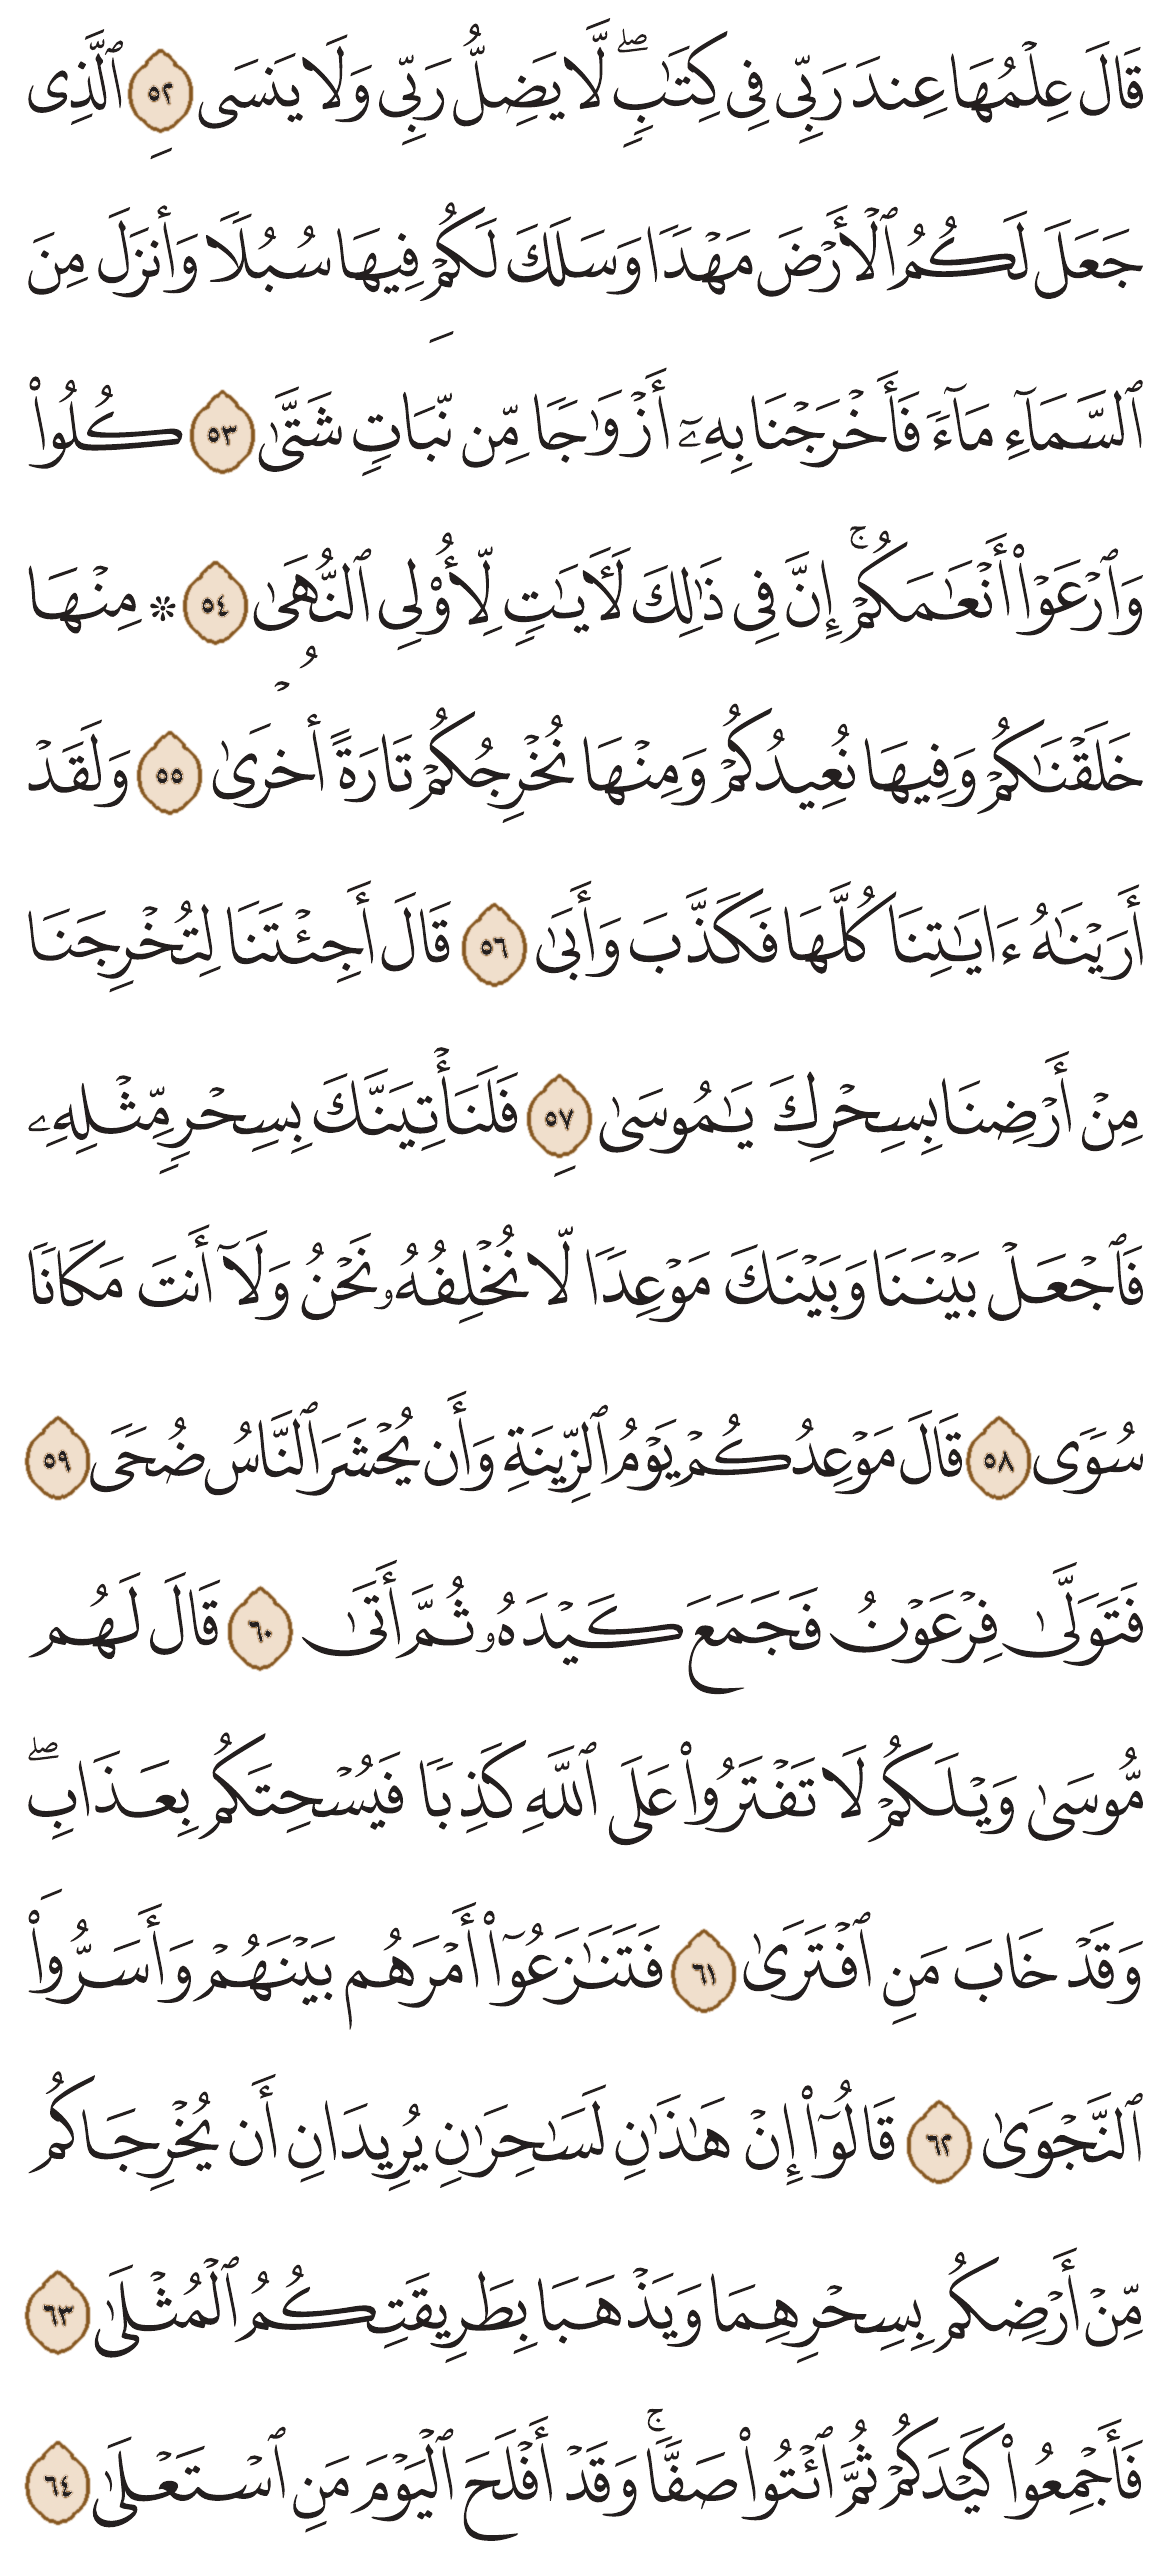 قَالَ عِلْمُهَا عِندَ رَبِّى فِى كِتَٰبٍۖ لَّا يَضِلُّ رَبِّى وَلَا يَنسَى ٥٢ ٱلَّذِى
جَعَلَ لَكُمُ ٱلْأَرْضَ مَهْدًا وَسَلَكَ لَكُمْ فِيهَا سُبُلًا وَأَنزَلَ مِنَ
ٱلسَّمَآءِ مَآءً فَأَخْرَجْنَا بِهِۦٓ أَزْوَٰجًا مِّن نَّبَاتٍ شَتَّىٰ ٥٣ كُلُوا۟
وَٱرْعَوْا۟ أَنْعَٰمَكُمْۚ إِنَّ فِى ذَٰلِكَ لَـَٔايَٰتٍ لِّأُو۟لِى ٱلنُّهَىٰ ٥٤ ۞ مِنْهَا
خَلَقْنَٰكُمْ وَفِيهَا نُعِيدُكُمْ وَمِنْهَا نُخْرِجُكُمْ تَارَةً أُخْرَىٰ ٥٥ وَلَقَدْ
أَرَيْنَٰهُ ءَايَٰتِنَا كُلَّهَا فَكَذَّبَ وَأَبَىٰ ٥٦ قَالَ أَجِئْتَنَا لِتُخْرِجَنَا
مِنْ أَرْضِنَا بِسِحْرِكَ يَٰمُوسَىٰ ٥٧ فَلَنَأْتِيَنَّكَ بِسِحْرٍ مِّثْلِهِۦ
فَٱجْعَلْ بَيْنَنَا وَبَيْنَكَ مَوْعِدًا لَّا نُخْلِفُهُۥ نَحْنُ وَلَآ أَنتَ مَكَانًا
سُوًى ٥٨ قَالَ مَوْعِدُكُمْ يَوْمُ ٱلزِّينَةِ وَأَن يُحْشَرَ ٱلنَّاسُ ضُحًى ٥٩
فَتَوَلَّىٰ فِرْعَوْنُ فَجَمَعَ كَيْدَهُۥ ثُمَّ أَتَىٰ ٦٠ قَالَ لَهُم
مُّوسَىٰ وَيْلَكُمْ لَا تَفْتَرُوا۟ عَلَى ٱللَّهِ كَذِبًا فَيُسْحِتَكُم بِعَذَابٍۖ
وَقَدْ خَابَ مَنِ ٱفْتَرَىٰ ٦١ فَتَنَٰزَعُوٓا۟ أَمْرَهُم بَيْنَهُمْ وَأَسَرُّوا۟
ٱلنَّجْوَىٰ ٦٢ قَالُوٓا۟ إِنْ هَٰذَٰنِ لَسَٰحِرَٰنِ يُرِيدَانِ أَن يُخْرِجَاكُم
مِّنْ أَرْضِكُم بِسِحْرِهِمَا وَيَذْهَبَا بِطَرِيقَتِكُمُ ٱلْمُثْلَىٰ ٦٣
فَأَجْمِعُوا۟ كَيْدَكُمْ ثُمَّ ٱئْتُوا۟ صَفًّاۚ وَقَدْ أَفْلَحَ ٱلْيَوْمَ مَنِ ٱسْتَعْلَىٰ ٦٤